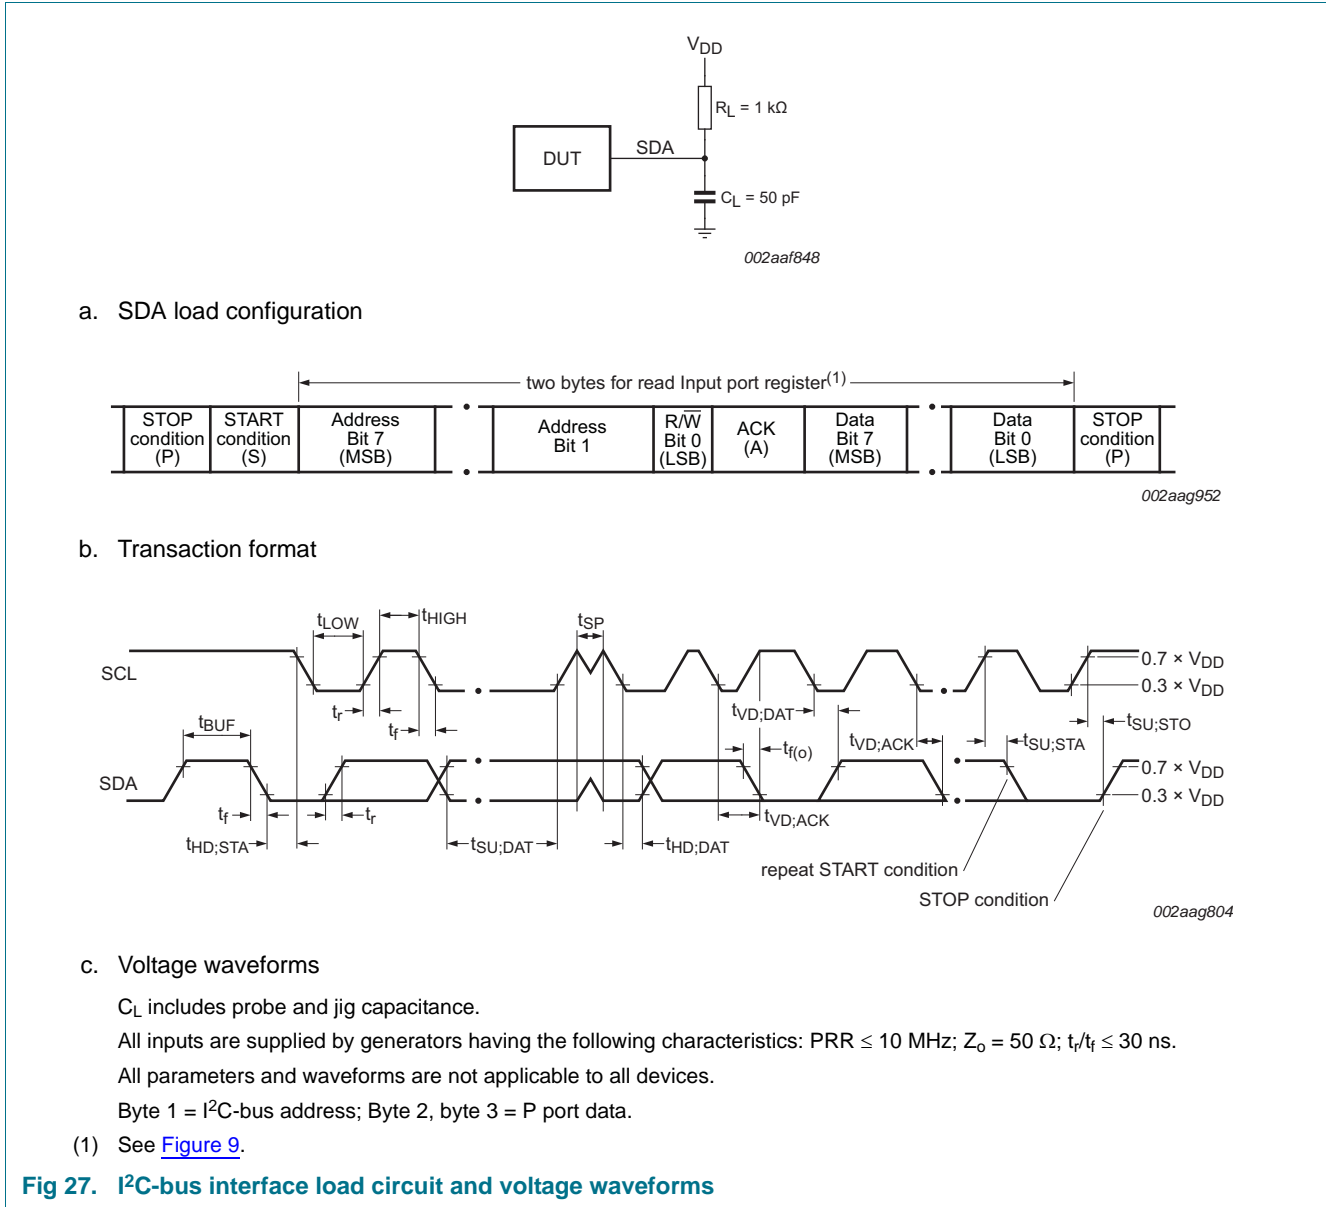 VDD
RL = 1 kΩ
DUT
SDA
CL = 50 pF
002aaf848
a. SDA load configuration
two bytes for read Input port register(1)
STOP condition (P)
START condition (S)
Address Bit 7 (MSB)
Address Bit 1
R/W̅ Bit 0 (LSB)
ACK (A)
Data Bit 7 (MSB)
Data Bit 0 (LSB)
STOP condition (P)
002aag952
b. Transaction format
tLOW
tHIGH
tSP
SCL
0.7 × VDD
0.3 × VDD
tr
tf
tVD;DAT
tSU;STO
tBUF
tf(o)
tVD;ACK
tSU;STA
SDA
0.7 × VDD
0.3 × VDD
tf
tr
tVD;ACK
tHD;STA
tSU;DAT
tHD;DAT
repeat START condition
STOP condition
002aag804
c. Voltage waveforms
CL includes probe and jig capacitance.
All inputs are supplied by generators having the following characteristics: PRR ≤ 10 MHz; Zo = 50 Ω; tr/tf ≤ 30 ns.
All parameters and waveforms are not applicable to all devices.
Byte 1 = I²C-bus address; Byte 2, byte 3 = P port data.
(1) See Figure 9.
Fig 27. I²C-bus interface load circuit and voltage waveforms